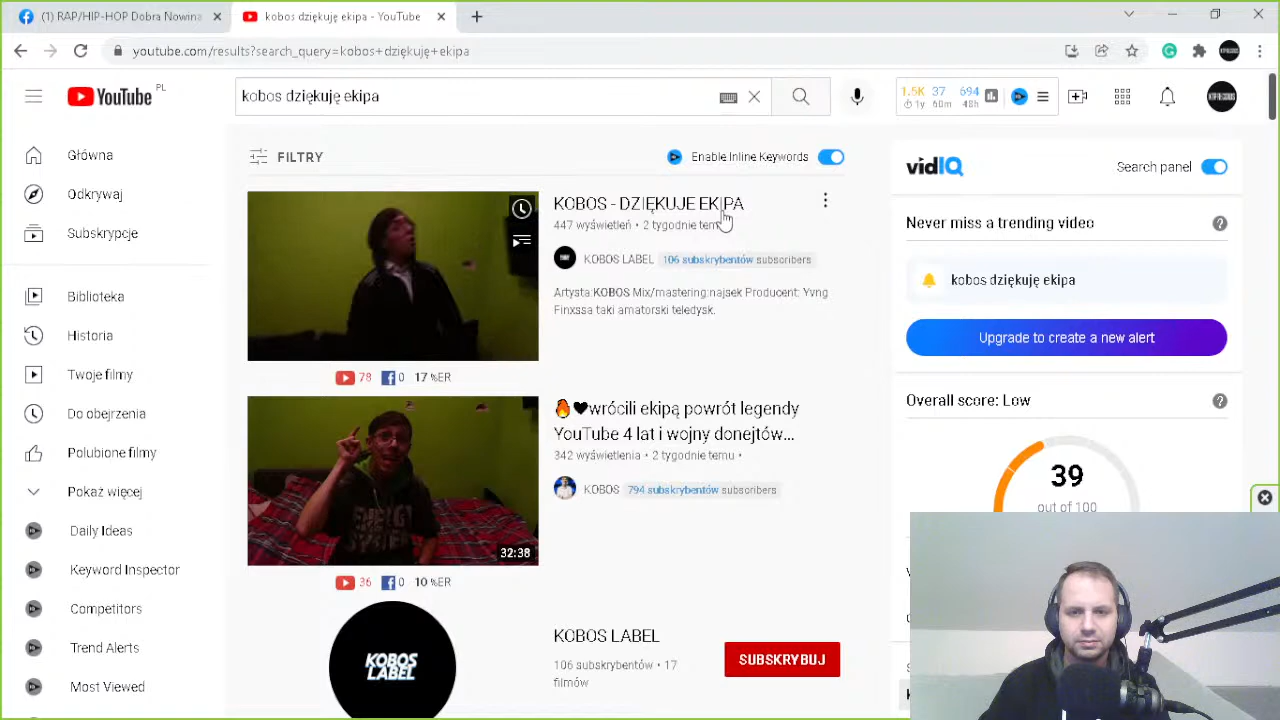 (1) RAP/HIP-HOP Dobra Nowina
kobos dziękuję ekipa - YouTube
youtube.com/results?search_query=kobos+dziękuję+ekipa
YouTube PL
kobos dziękuję ekipa
1,5K 37 694
1y 60m 48h
Główna
Odkrywaj
Subskrypcje
Biblioteka
Historia
Twoje filmy
Do obejrzenia
Polubione filmy
Pokaż więcej
Daily Ideas
Keyword Inspector
Competitors
Trend Alerts
Most Viewed
FILTRY
Enable Inline Keywords
KOBOS - DZIĘKUJE EKIPA
447 wyświetleń • 2 tygodnie temu
KOBOS LABEL 106 subskrybentów subscribers
Artysta:KOBOS Mix/mastering:najsek Producent: Yvng
Finxssa taki amatorski teledysk.
78 0 17 %ER
🔥🖤wrócili ekipą powrót legendy
YouTube 4 lat i wojny donejtów...
342 wyświetlenia • 2 tygodnie temu •
KOBOS 794 subskrybentów subscribers
ENERGY
SYSTEM
32:38
36 0 10 %ER
KOBOS
LABEL
KOBOS LABEL
106 subskrybentów • 17
filmów
SUBSKRYBUJ
vidIQ
Search panel
Never miss a trending video
kobos dziękuję ekipa
Upgrade to create a new alert
Overall score: Low
39
out of 100